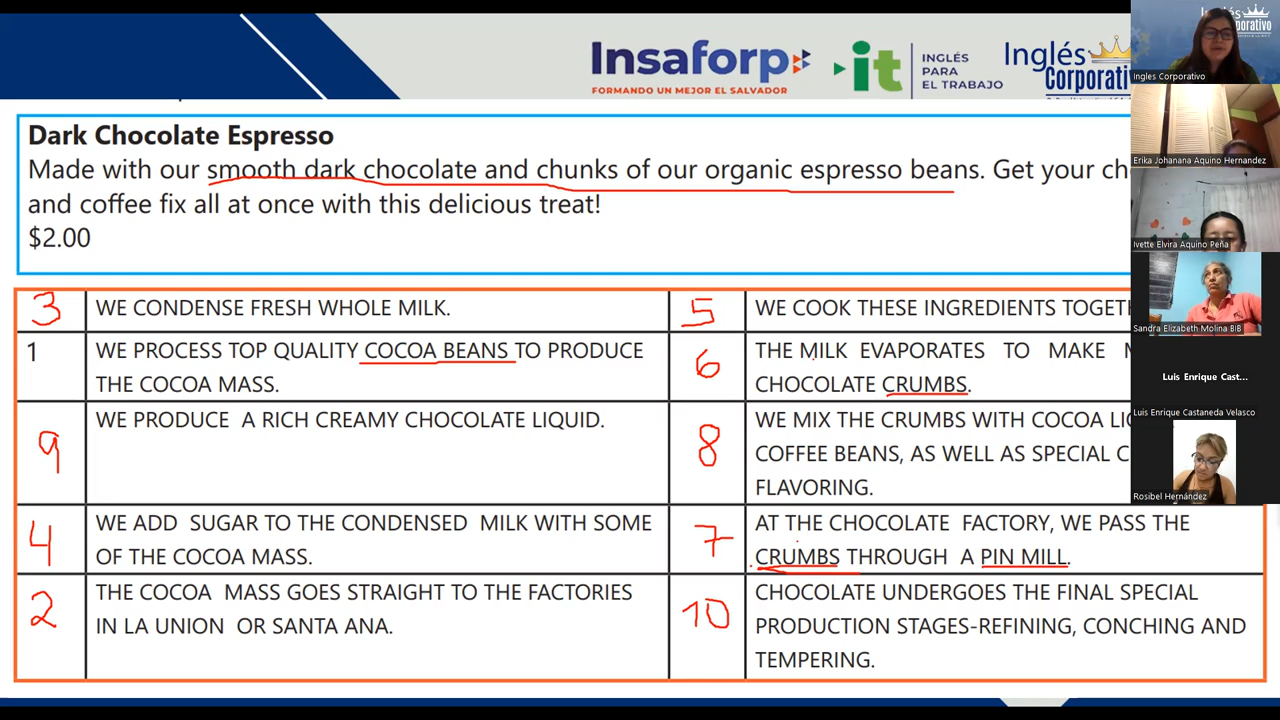 Insaforp
FORMANDO UN MEJOR EL SALVADOR
it
INGLÉS
PARA
EL TRABAJO
Inglés
Corporativo
Ingles Corporativo
Erika Johanana Aquino Hernandez
Ivette Elvira Aquino Peña
Sandra Elizabeth Molina BIB
Luis Enrique Cast...
Luis Enrique Castaneda Velasco
Rosibel Hernández
Dark Chocolate Espresso
Made with our smooth dark chocolate and chunks of our organic espresso beans. Get your
and coffee fix all at once with this delicious treat!
$2.00
3 WE CONDENSE FRESH WHOLE MILK.
5 WE COOK THESE INGREDIENTS
1 WE PROCESS TOP QUALITY COCOA BEANS TO PRODUCE
THE COCOA MASS.
6 THE MILK EVAPORATES TO MAKE
CHOCOLATE CRUMBS.
9 WE PRODUCE A RICH CREAMY CHOCOLATE LIQUID.
8 WE MIX THE CRUMBS WITH COCOA
COFFEE BEANS, AS WELL AS SPECIAL
FLAVORING.
4 WE ADD SUGAR TO THE CONDENSED MILK WITH SOME
OF THE COCOA MASS.
7 AT THE CHOCOLATE FACTORY, WE PASS THE
CRUMBS THROUGH A PIN MILL.
2 THE COCOA MASS GOES STRAIGHT TO THE FACTORIES
IN LA UNION OR SANTA ANA.
10 CHOCOLATE UNDERGOES THE FINAL SPECIAL
PRODUCTION STAGES-REFINING, CONCHING AND
TEMPERING.